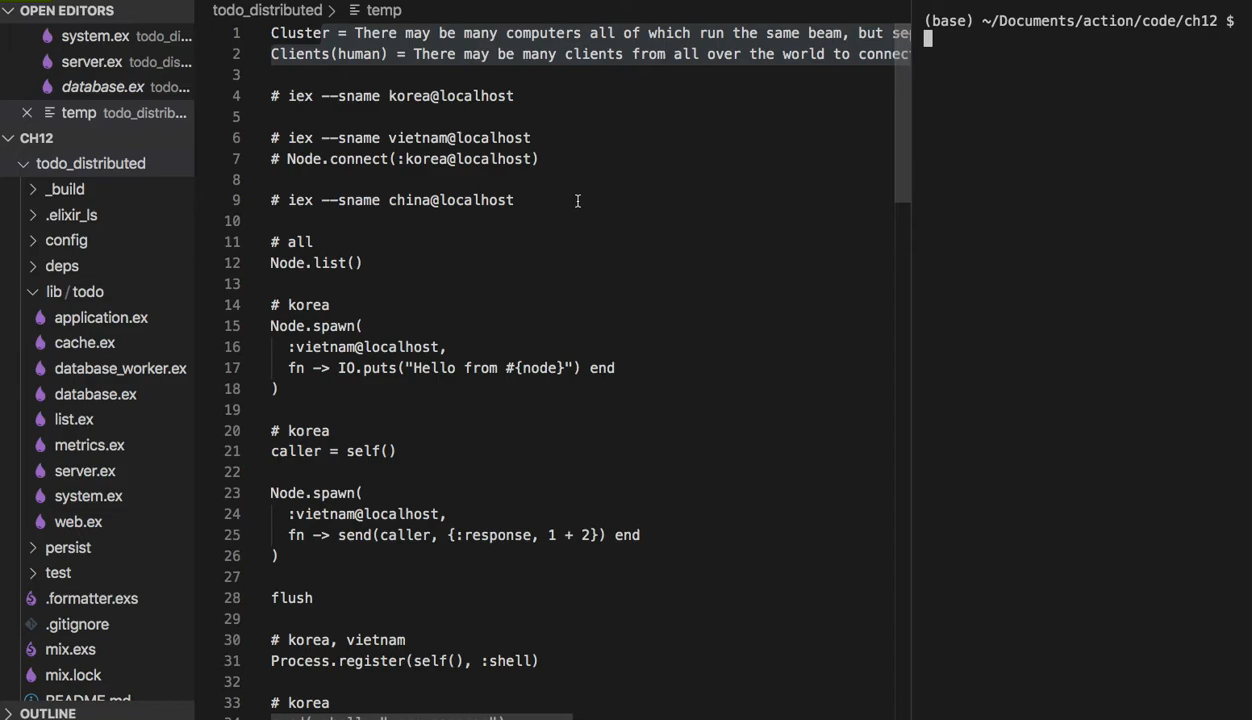 OPEN EDITORS
system.ex todo_di...
server.ex todo_dis...
database.ex todo...
temp todo_distrib...
CH12
todo_distributed
_build
.elixir_ls
config
deps
lib / todo
application.ex
cache.ex
database_worker.ex
database.ex
list.ex
metrics.ex
server.ex
system.ex
web.ex
persist
test
.formatter.exs
.gitignore
mix.exs
mix.lock
README.md
OUTLINE
todo_distributed > temp
1 Cluster = There may be many computers all of which run the same beam, but se
2 Clients(human) = There may be many clients from all over the world to connec
3
4 # iex --sname korea@localhost
5
6 # iex --sname vietnam@localhost
7 # Node.connect(:korea@localhost)
8
9 # iex --sname china@localhost
10
11 # all
12 Node.list()
13
14 # korea
15 Node.spawn(
16 :vietnam@localhost,
17 fn -> IO.puts("Hello from #{node}") end
18 )
19
20 # korea
21 caller = self()
22
23 Node.spawn(
24 :vietnam@localhost,
25 fn -> send(caller, {:response, 1 + 2}) end
26 )
27
28 flush
29
30 # korea, vietnam
31 Process.register(self(), :shell)
32
33 # korea
(base) ~/Documents/action/code/ch12 $